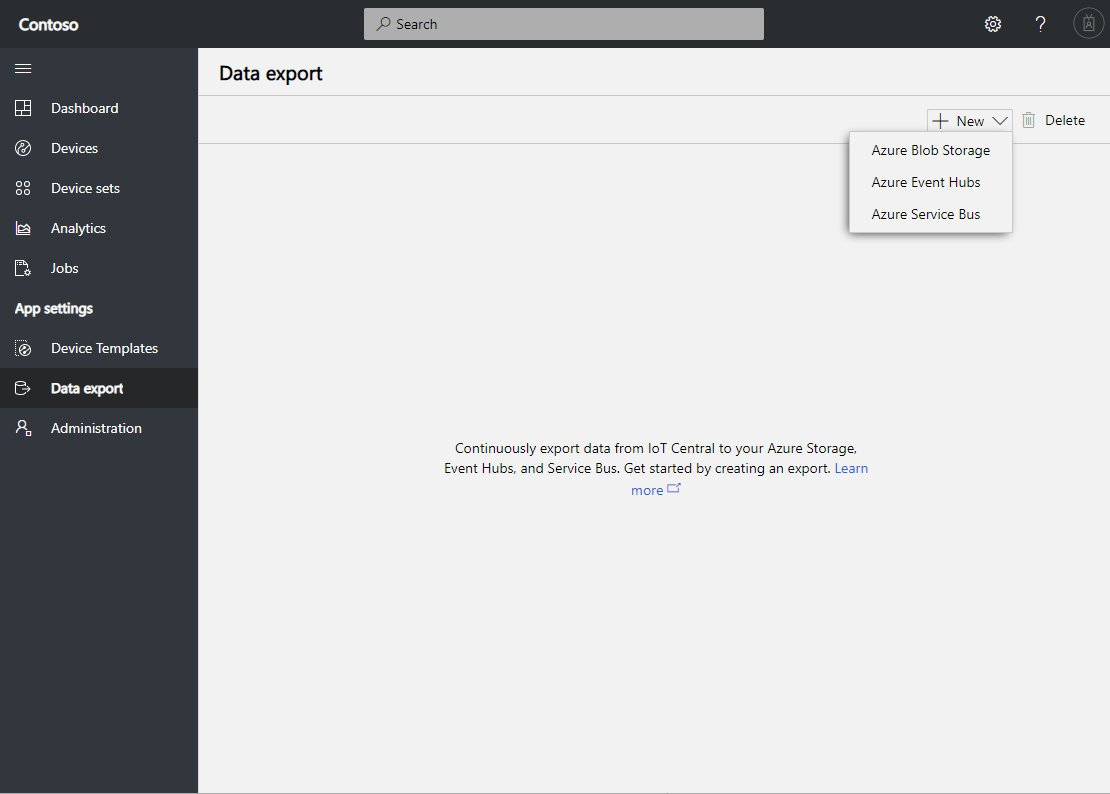 Contoso
Search
?
Data export
Dashboard
Devices
Device sets
Analytics
Jobs
App settings
Device Templates
Data export
Administration
New
Delete
Azure Blob Storage
Azure Event Hubs
Azure Service Bus
Continuously export data from IoT Central to your Azure Storage,
Event Hubs, and Service Bus. Get started by creating an export. Learn
more